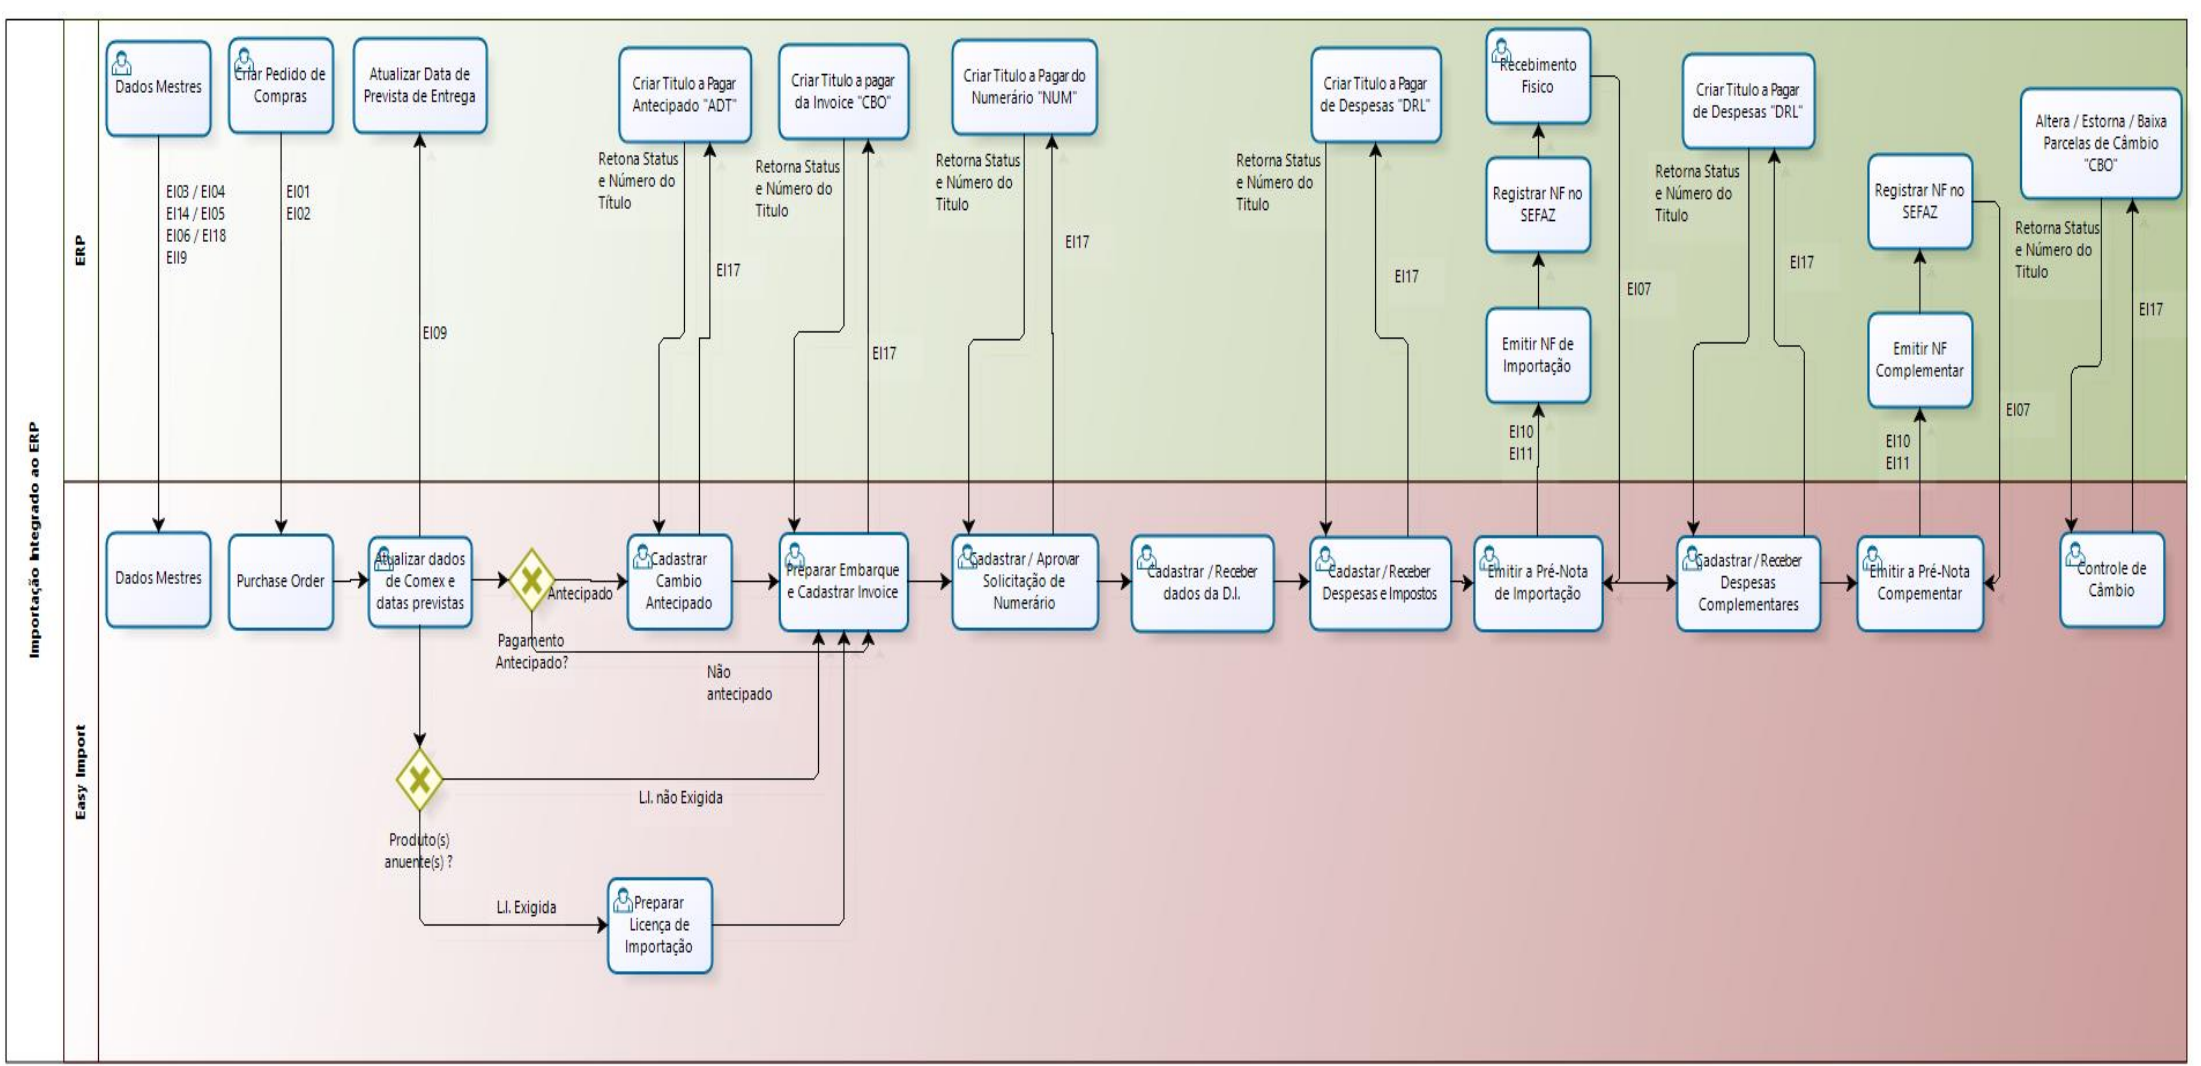 Importação Integrado ao ERP
ERP
Easy Import
Dados Mestres
Criar Pedido de
Compras
Atualizar Data de
Prevista de Entrega
Criar Titulo a Pagar
Antecipado "ADT"
Criar Titulo a pagar
da Invoice "CBO"
Criar Titulo a Pagar do
Numerário "NUM"
Criar Titulo a Pagar
de Despesas "DRL"
Recebimento
Fisico
Criar Titulo a Pagar
de Despesas "DRL"
Altera / Estorna / Baixa
Parcelas de Câmbio
"CBO"
EI03 / EI04
EI14 / EI05
EI06 / EI18
EII9
EI01
EI02
EI09
Retona Status
e Número do
Título
EI17
Retorna Status
e Número do
Titulo
EI17
Retorna Status
e Número do
Titulo
EI17
Retorna Status
e Número do
Titulo
EI17
Registrar NF no
SEFAZ
Emitir NF de
Importação
EI10
EI11
EI07
Retorna Status
e Número do
Titulo
EI17
Registrar NF no
SEFAZ
Emitir NF
Complementar
EI10
EI11
EI07
Retorna Status
e Número do
Titulo
EI17
Dados Mestres
Purchase Order
Atualizar dados
de Comex e
datas previstas
Antecipado
Pagamento
Antecipado?
Não
antecipado
Cadastrar
Cambio
Antecipado
Preparar Embarque
e Cadastrar Invoice
Cadastrar / Aprovar
Solicitação de
Numerário
Cadastrar / Receber
dados da D.I.
Cadastar / Receber
Despesas e Impostos
Emitir a Pré-Nota
de Importação
Cadastrar / Receber
Despesas
Complementares
Emitir a Pré-Nota
Compementar
Controle de
Câmbio
L.I. não Exigida
Produto(s)
anuente(s) ?
L.I. Exigida
Preparar
Licença de
Importação